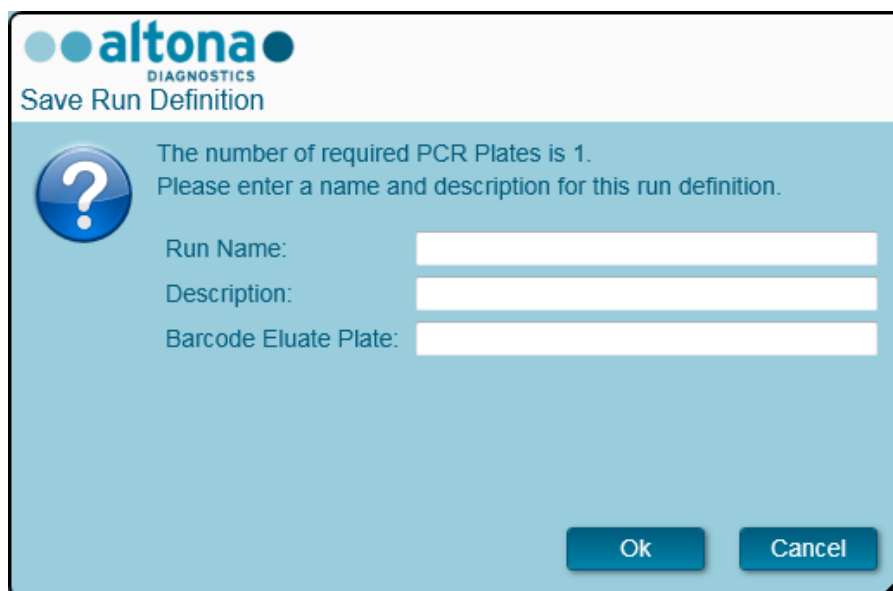 altona
DIAGNOSTICS
Save Run Definition
The number of required PCR Plates is 1.
Please enter a name and description for this run definition.
Run Name:
Description:
Barcode Eluate Plate:
Ok Cancel